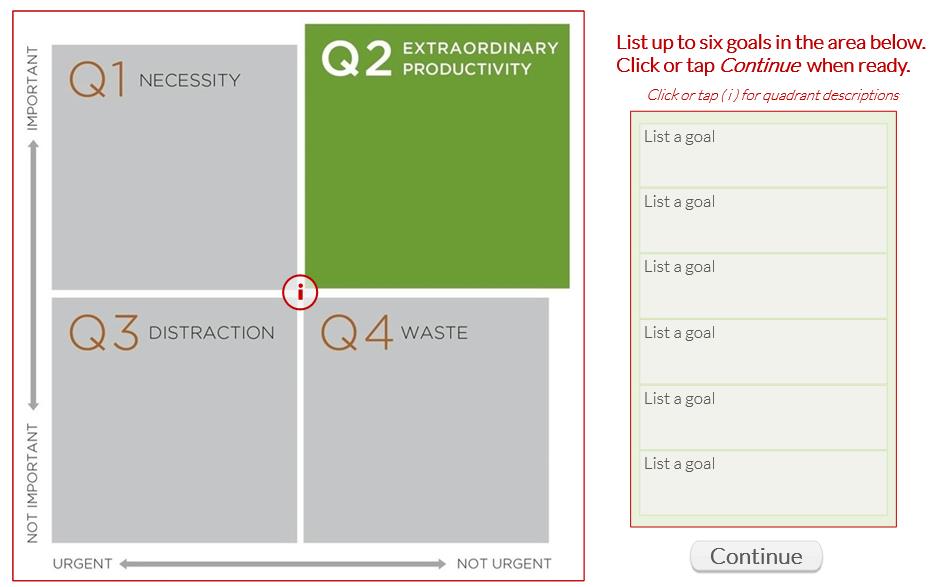 IMPORTANT
NOT IMPORTANT
Q1 NECESSITY
Q2 EXTRAORDINARY
PRODUCTIVITY
i
Q3 DISTRACTION
Q4 WASTE
URGENT
NOT URGENT
List up to six goals in the area below.
Click or tap Continue when ready.
Click or tap ( i ) for quadrant descriptions
List a goal
List a goal
List a goal
List a goal
List a goal
List a goal
Continue